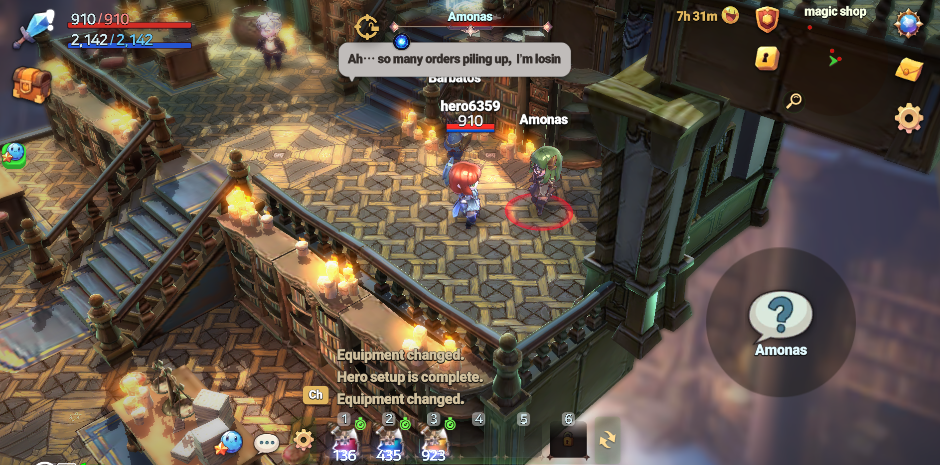 910/910
2,142/2,142
Amonas
7h 31m
magic shop
Ah··· so many orders piling up, I'm losin
Barbatos
hero6359
910
Amonas
Amonas
Equipment changed.
Hero setup is complete.
Ch
Equipment changed.
1 2 3 4 5 6
136 435 923